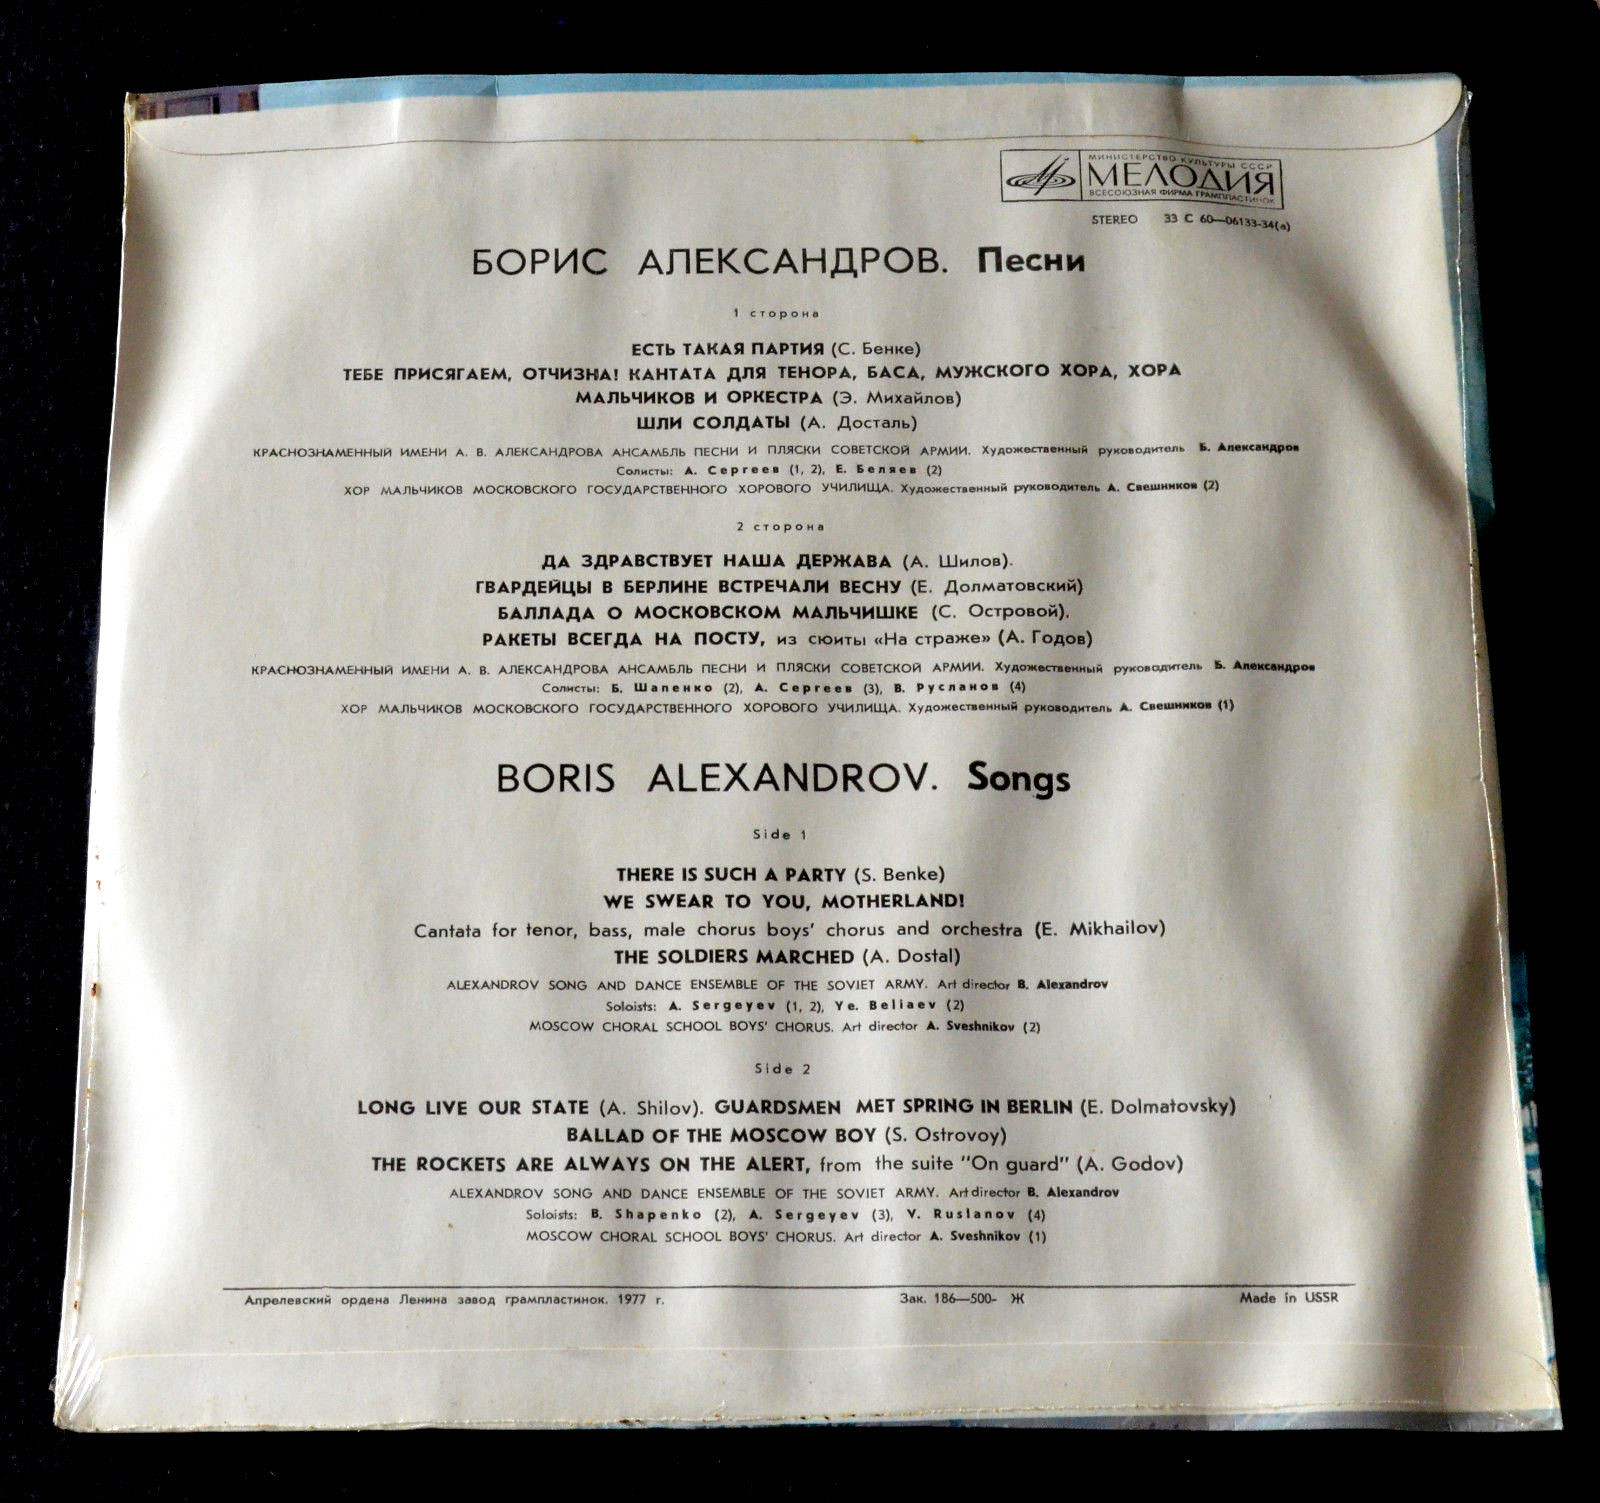 МИНИСТЕРСТВО КУЛЬТУРЫ СССР
МЕЛОДИЯ
ВСЕСОЮЗНАЯ ФИРМА ГРАМПЛАСТИНОК
STEREO 33 С 60—06133-34(а)
БОРИС АЛЕКСАНДРОВ. Песни
1 сторона
ЕСТЬ ТАКАЯ ПАРТИЯ (С. Бенке)
ТЕБЕ ПРИСЯГАЕМ, ОТЧИЗНА! КАНТАТА ДЛЯ ТЕНОРА, БАСА, МУЖСКОГО ХОРА, ХОРА
МАЛЬЧИКОВ И ОРКЕСТРА (Э. Михайлов)
ШЛИ СОЛДАТЫ (А. Досталь)
КРАСНОЗНАМЕННЫЙ ИМЕНИ А. В. АЛЕКСАНДРОВА АНСАМБЛЬ ПЕСНИ И ПЛЯСКИ СОВЕТСКОЙ АРМИИ. Художественный руководитель Б. Александров
Солисты: А. Сергеев (1, 2), Е. Беляев (2)
ХОР МАЛЬЧИКОВ МОСКОВСКОГО ГОСУДАРСТВЕННОГО ХОРОВОГО УЧИЛИЩА. Художественный руководитель А. Свешников (2)
2 сторона
ДА ЗДРАВСТВУЕТ НАША ДЕРЖАВА (А. Шилов).
ГВАРДЕЙЦЫ В БЕРЛИНЕ ВСТРЕЧАЛИ ВЕСНУ (Е. Долматовский)
БАЛЛАДА О МОСКОВСКОМ МАЛЬЧИШКЕ (С. Островой).
РАКЕТЫ ВСЕГДА НА ПОСТУ, из сюиты «На страже» (А. Годов)
КРАСНОЗНАМЕННЫЙ ИМЕНИ А. В. АЛЕКСАНДРОВА АНСАМБЛЬ ПЕСНИ И ПЛЯСКИ СОВЕТСКОЙ АРМИИ. Художественный руководитель Б. Александров
Солисты: Б. Шапенко (2), А. Сергеев (3), В. Русланов (4)
ХОР МАЛЬЧИКОВ МОСКОВСКОГО ГОСУДАРСТВЕННОГО ХОРОВОГО УЧИЛИЩА. Художественный руководитель А. Свешников (1)
BORIS ALEXANDROV. Songs
Side 1
THERE IS SUCH A PARTY (S. Benke)
WE SWEAR TO YOU, MOTHERLAND!
Cantata for tenor, bass, male chorus boys' chorus and orchestra (E. Mikhailov)
THE SOLDIERS MARCHED (A. Dostal)
ALEXANDROV SONG AND DANCE ENSEMBLE OF THE SOVIET ARMY. Art director B. Alexandrov
Soloists: A. Sergeyev (1, 2), Ye. Beliaev (2)
MOSCOW CHORAL SCHOOL BOYS' CHORUS. Art director A. Sveshnikov (2)
Side 2
LONG LIVE OUR STATE (A. Shilov). GUARDSMEN MET SPRING IN BERLIN (E. Dolmatovsky)
BALLAD OF THE MOSCOW BOY (S. Ostrovoy)
THE ROCKETS ARE ALWAYS ON THE ALERT, from the suite "On guard" (A. Godov)
ALEXANDROV SONG AND DANCE ENSEMBLE OF THE SOVIET ARMY. Art director B. Alexandrov
Soloists: B. Shapenko (2), A. Sergeyev (3), V. Ruslanov (4)
MOSCOW CHORAL SCHOOL BOYS' CHORUS. Art director A. Sveshnikov (1)
Апрелевский ордена Ленина завод грампластинок. 1977 г. Зак. 186—500- Ж Made in USSR